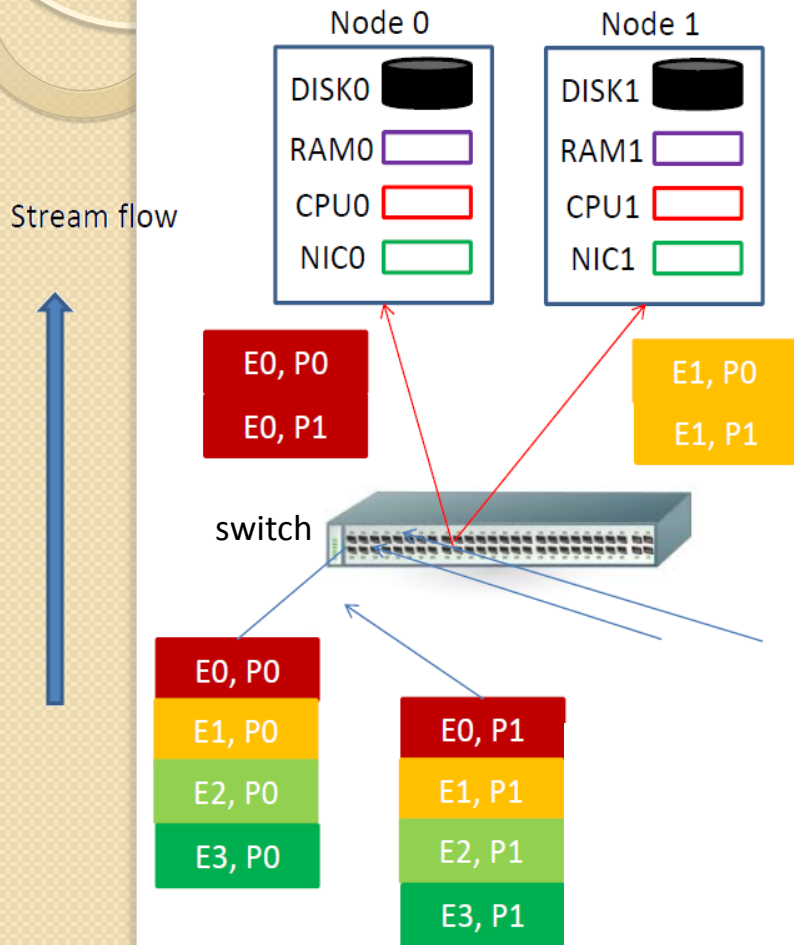 Node 0
Node 1
DISK0
RAM0
CPU0
NIC0
DISK1
RAM1
CPU1
NIC1
Stream flow
E0, P0
E0, P1
E1, P0
E1, P1
switch
E0, P0
E1, P0
E2, P0
E3, P0
E0, P1
E1, P1
E2, P1
E3, P1